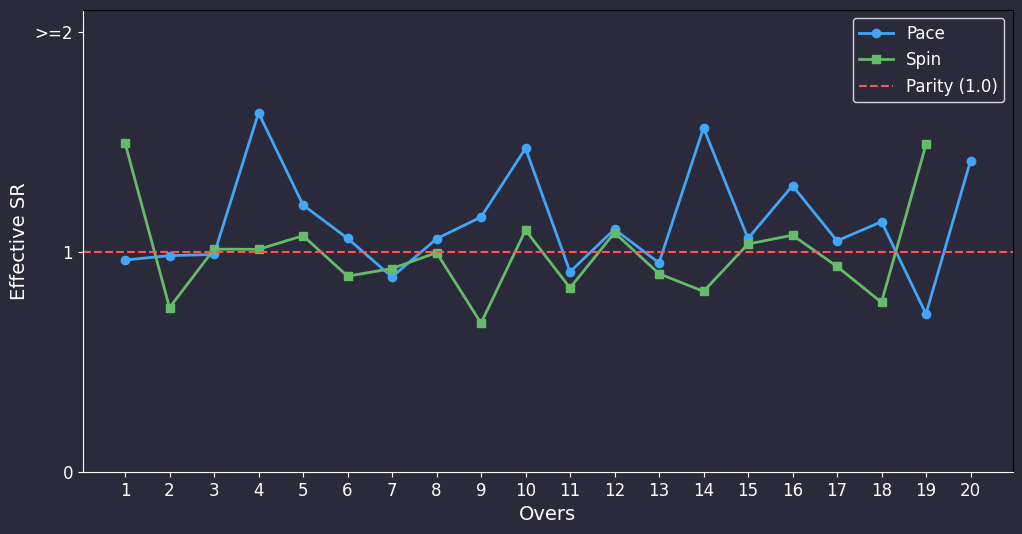 >=2
1
0
Effective SR
Pace
Spin
Parity (1.0)
1 2 3 4 5 6 7 8 9 10 11 12 13 14 15 16 17 18 19 20
Overs